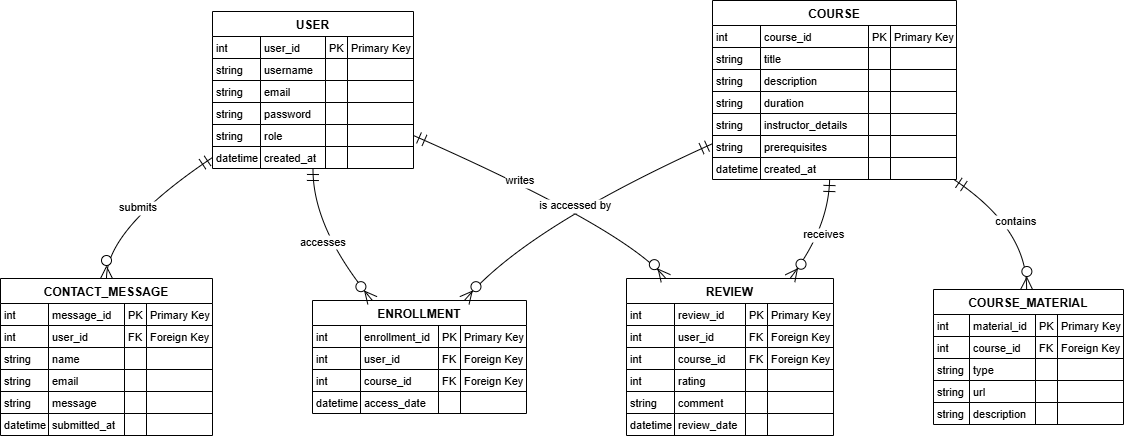 USER
int user_id PK Primary Key
string username
string email
string password
string role
datetime created_at
COURSE
int course_id PK Primary Key
string title
string description
string duration
string instructor_details
string prerequisites
datetime created_at
submits
accesses
writes
is accessed by
receives
contains
CONTACT_MESSAGE
int message_id PK Primary Key
int user_id FK Foreign Key
string name
string email
string message
datetime submitted_at
ENROLLMENT
int enrollment_id PK Primary Key
int user_id FK Foreign Key
int course_id FK Foreign Key
datetime access_date
REVIEW
int review_id PK Primary Key
int user_id FK Foreign Key
int course_id FK Foreign Key
int rating
string comment
datetime review_date
COURSE_MATERIAL
int material_id PK Primary Key
int course_id FK Foreign Key
string type
string url
string description